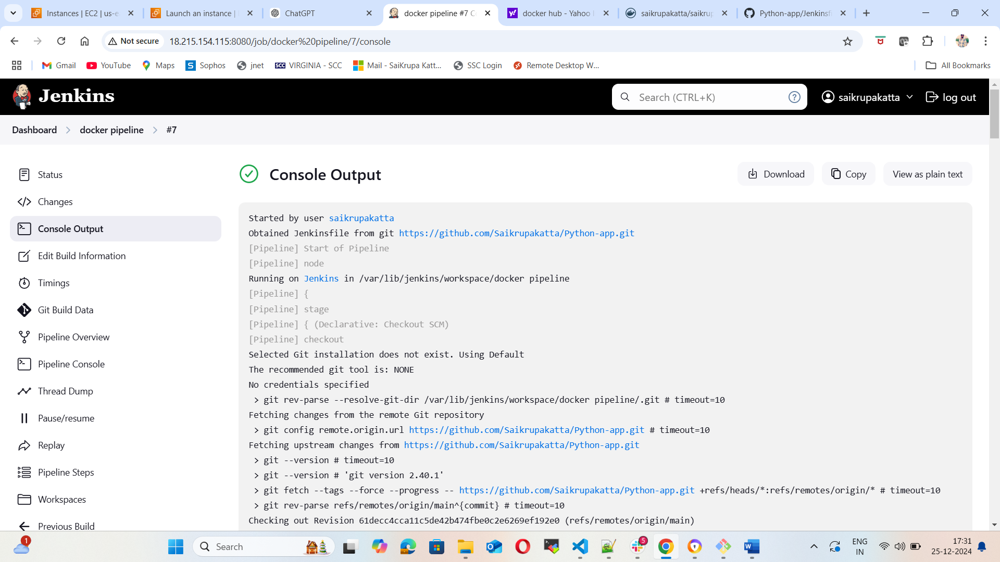 Instances | EC2 | us-e
Launch an instance |
ChatGPT
docker pipeline #7 Co
docker hub - Yahoo
saikrupakatta/saikrup
Python-app/Jenkinsfi
Not secure
18.215.154.115:8080/job/docker%20pipeline/7/console
Gmail
YouTube
Maps
Sophos
jnet
SCC VIRGINIA - SCC
Mail - SaiKrupa Katt...
SSC Login
Remote Desktop W...
All Bookmarks
Jenkins
Search (CTRL+K)
saikrupakatta
log out
Dashboard
docker pipeline
#7
Status
Changes
Console Output
Edit Build Information
Timings
Git Build Data
Pipeline Overview
Pipeline Console
Thread Dump
Pause/resume
Replay
Pipeline Steps
Workspaces
Previous Build
Console Output
Download
Copy
View as plain text
Started by user saikrupakatta
Obtained Jenkinsfile from git https://github.com/Saikrupakatta/Python-app.git
[Pipeline] Start of Pipeline
[Pipeline] node
Running on Jenkins in /var/lib/jenkins/workspace/docker pipeline
[Pipeline] {
[Pipeline] stage
[Pipeline] { (Declarative: Checkout SCM)
[Pipeline] checkout
Selected Git installation does not exist. Using Default
The recommended git tool is: NONE
No credentials specified
> git rev-parse --resolve-git-dir /var/lib/jenkins/workspace/docker pipeline/.git # timeout=10
Fetching changes from the remote Git repository
> git config remote.origin.url https://github.com/Saikrupakatta/Python-app.git # timeout=10
Fetching upstream changes from https://github.com/Saikrupakatta/Python-app.git
> git --version # timeout=10
> git --version # 'git version 2.40.1'
> git fetch --tags --force --progress -- https://github.com/Saikrupakatta/Python-app.git +refs/heads/*:refs/remotes/origin/* # timeout=10
> git rev-parse refs/remotes/origin/main^{commit} # timeout=10
Checking out Revision 61decc4cca11c5de42b474fbe0c2e6269ef192e0 (refs/remotes/origin/main)
1
Search
5
ENG
IN
17:31
25-12-2024